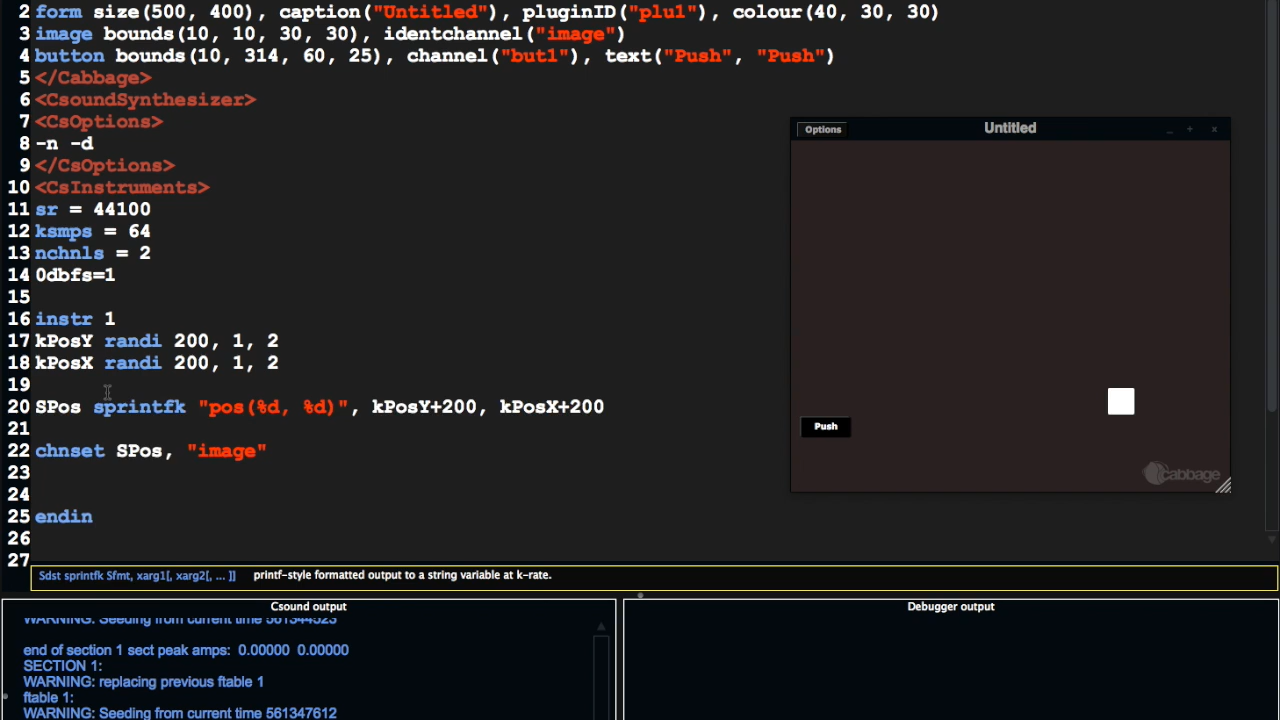 2 form size(500, 400), caption("Untitled"), pluginID("plu1"), colour(40, 30, 30)
3 image bounds(10, 10, 30, 30), identchannel("image")
4 button bounds(10, 314, 60, 25), channel("but1"), text("Push", "Push")
5 </Cabbage>
6 <CsoundSynthesizer>
7 <CsOptions>
8 -n -d
9 </CsOptions>
10 <CsInstruments>
11 sr = 44100
12 ksmps = 64
13 nchnls = 2
14 0dbfs=1
15
16 instr 1
17 kPosY randi 200, 1, 2
18 kPosX randi 200, 1, 2
19
20 SPos sprintfk "pos(%d, %d)", kPosY+200, kPosX+200
21
22 chnset SPos, "image"
23
24
25 endin
26
27
Options
Untitled
Push
cabbage
Sdst sprintfk Sfmt, xarg1[, xarg2[, ... ]] printf-style formatted output to a string variable at k-rate.
Csound output
WARNING: Seeding from current time 561344523
end of section 1 sect peak amps: 0.00000 0.00000
SECTION 1:
WARNING: replacing previous ftable 1
ftable 1:
WARNING: Seeding from current time 561347612
Debugger output